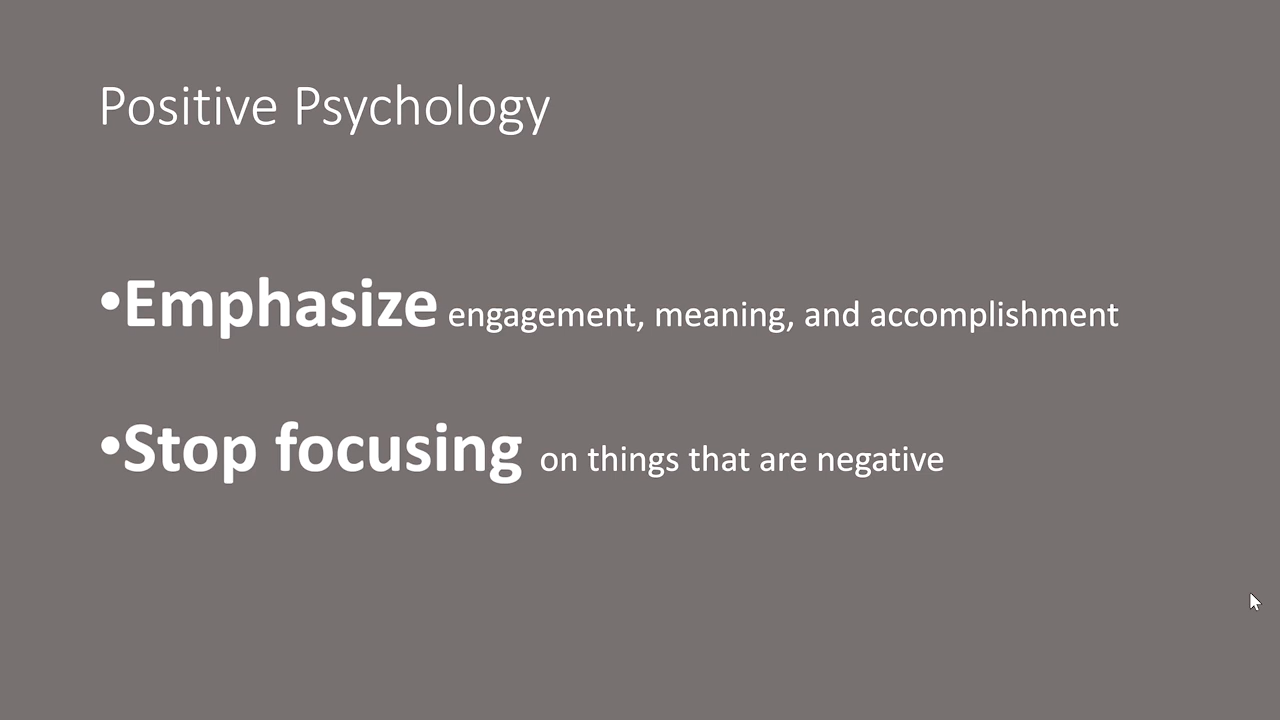 Positive Psychology
•Emphasize engagement, meaning, and accomplishment
•Stop focusing on things that are negative